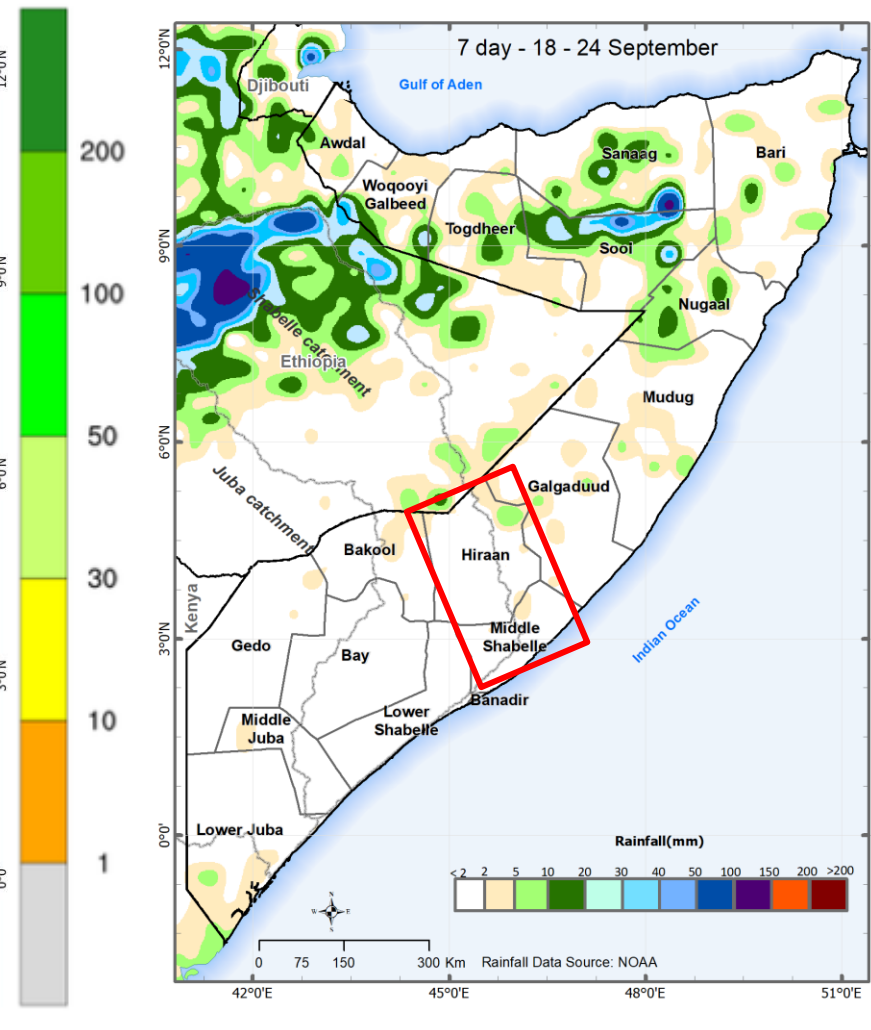 200
100
50
30
10
1
12°0'N
9°0'N
6°0'N
3°0'N
0°0'
7 day - 18 - 24 September
Gulf of Aden
Djibouti
Awdal
Woqooyi
Galbeed
Togdheer
Sanaag
Bari
Sool
Nugaal
Shabelle catchment
Ethiopia
Mudug
Juba catchment
Galgaduud
Bakool
Hiraan
Kenya
Gedo
Bay
Middle
Shabelle
Indian Ocean
Banadir
Middle
Juba
Lower
Shabelle
Lower Juba
Rainfall(mm)
< 2 2 5 10 20 30 40 50 100 150 200 >200
N
W E
S
0 75 150 300 Km
Rainfall Data Source: NOAA
42°0'E 45°0'E 48°0'E 51°0'E